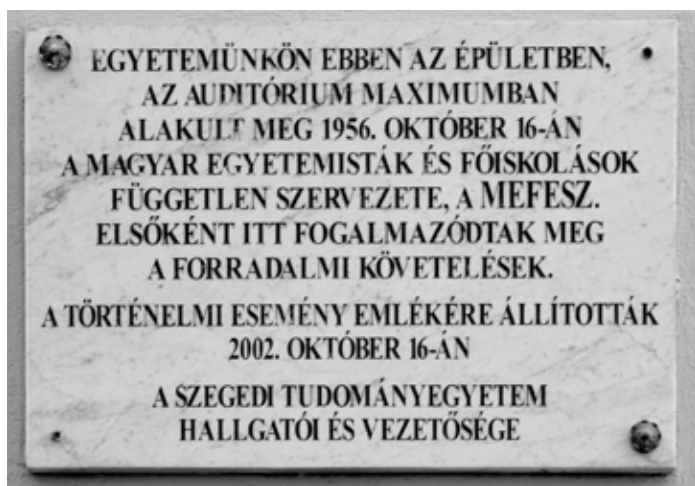 EGYETEMÜNKÖN EBBEN AZ ÉPÜLETBEN,
AZ AUDITÓRIUM MAXIMUMBAN
ALAKULT MEG 1956. OKTÓBER 16-ÁN
A MAGYAR EGYETEMISTÁK ÉS FŐISKOLÁSOK
FÜGGETLEN SZERVEZETE, A MEFESZ.
ELSŐKÉNT ITT FOGALMAZÓDTAK MEG
A FORRADALMI KÖVETELÉSEK.
A TÖRTÉNELMI ESEMÉNY EMLÉKÉRE ÁLLÍTOTTÁK
2002. OKTÓBER 16-ÁN
A SZEGEDI TUDOMÁNYEGYETEM
HALLGATÓI ÉS VEZETŐSÉGE